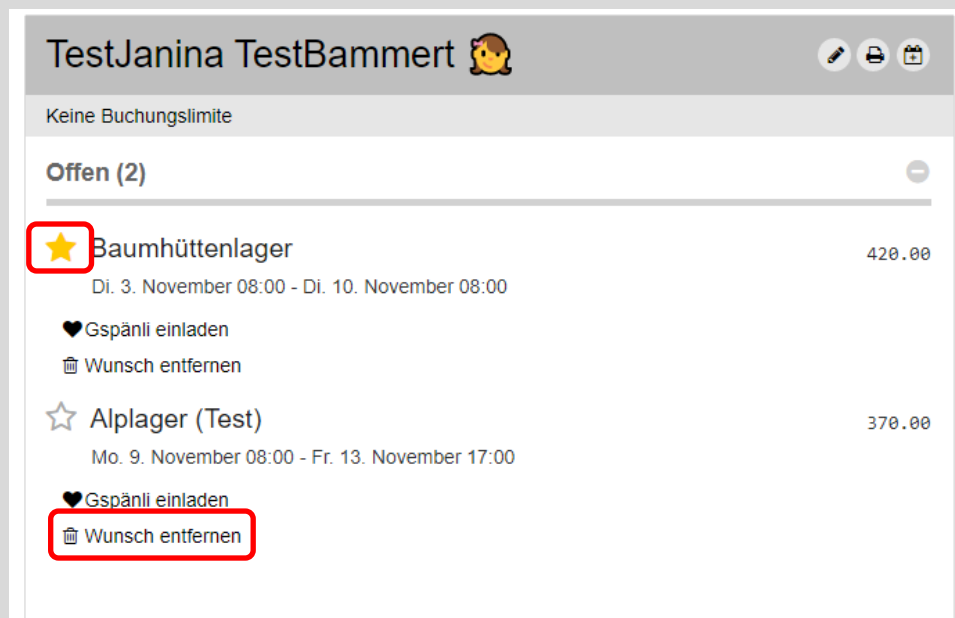 TestJanina TestBammert 👧
Keine Buchungslimite
Offen (2)
Baumhüttenlager 420.00
Di. 3. November 08:00 - Di. 10. November 08:00
Gspänli einladen
Wunsch entfernen
Alplager (Test) 370.00
Mo. 9. November 08:00 - Fr. 13. November 17:00
Gspänli einladen
Wunsch entfernen